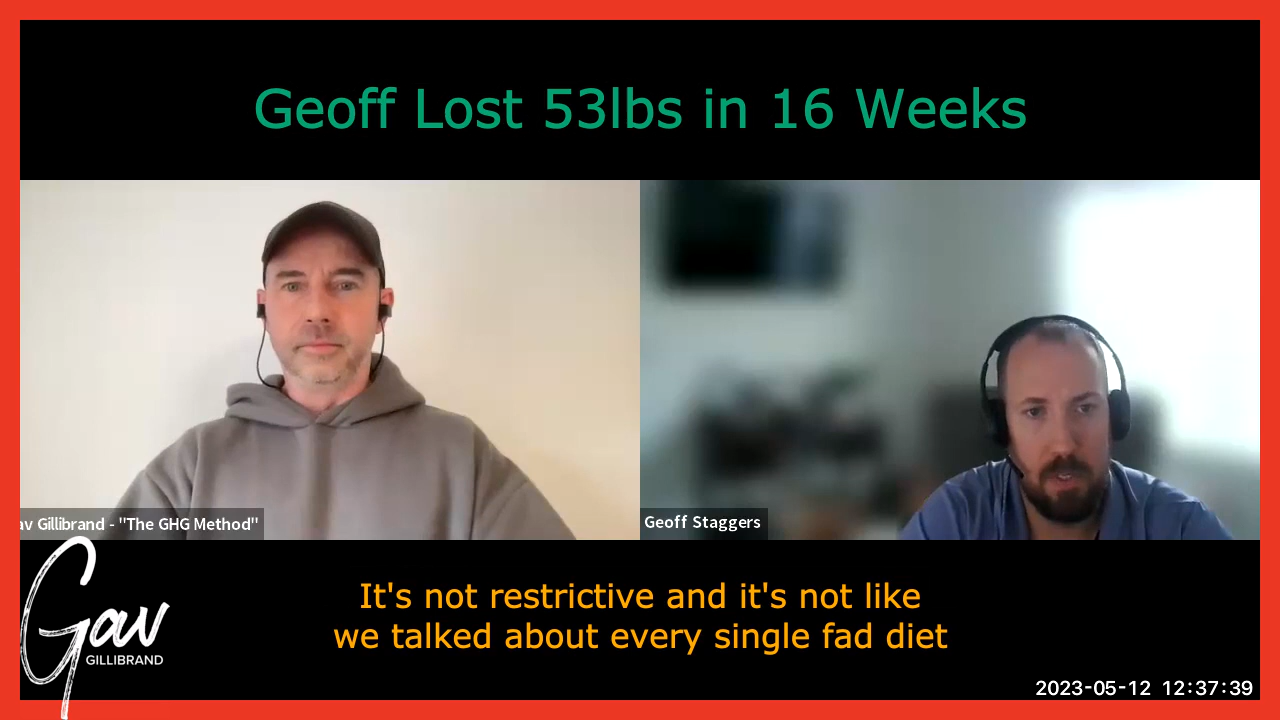 Geoff Lost 53lbs in 16 Weeks
av Gillibrand - "The GHG Method"
Geoff Staggers
It's not restrictive and it's not like
we talked about every single fad diet
Gav
GILLIBRAND
2023-05-12 12:37:39